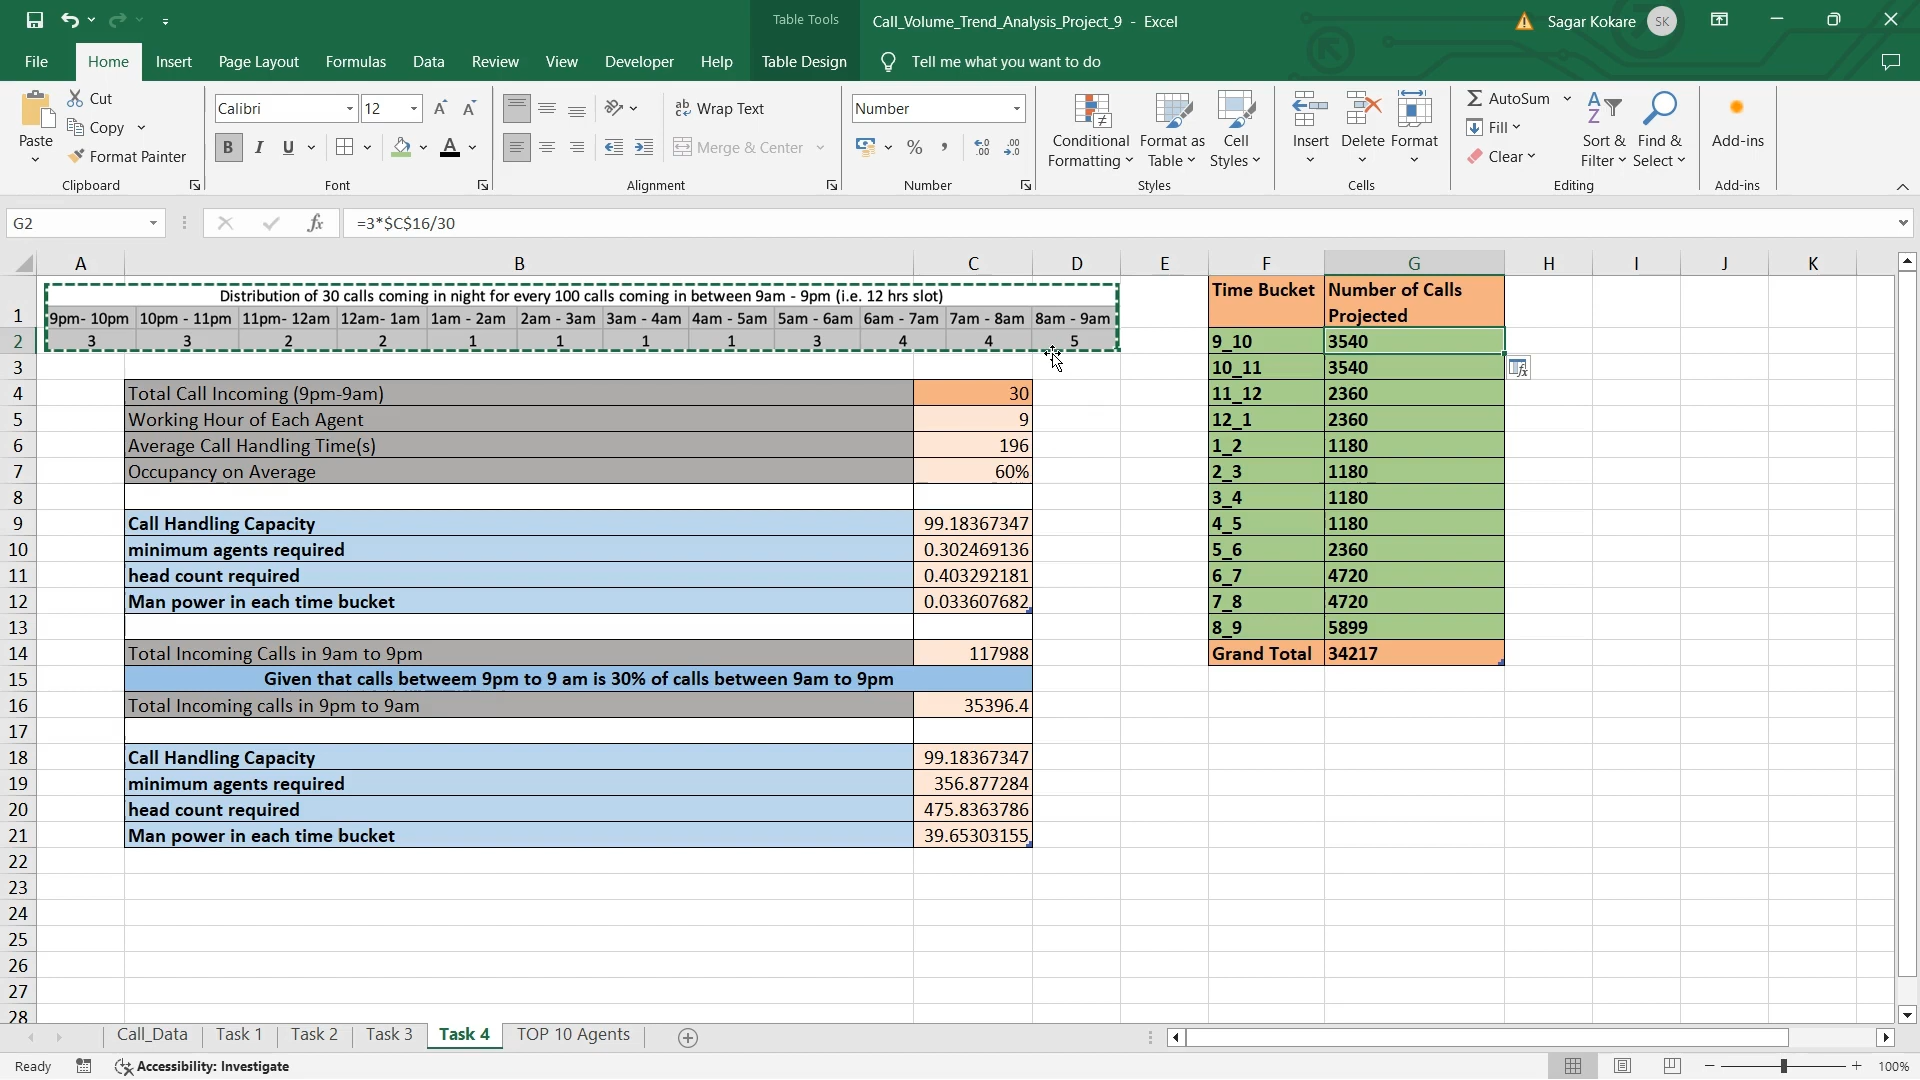 Table Tools
Call_Volume_Trend_Analysis_Project_9 - Excel
Sagar Kokare
SK
File Home Insert Page Layout Formulas Data Review View Developer Help Table Design Tell me what you want to do
Paste
Cut
Copy
Format Painter
Clipboard
Calibri 12
B I U
Font
Wrap Text
Merge & Center
Alignment
Number
% ,
Number
Conditional Formatting
Format as Table
Cell Styles
Styles
Insert Delete Format
Cells
AutoSum
Fill
Clear
Sort & Filter
Find & Select
Editing
Add-ins
Add-ins
G2 fx =3*$C$16/30
A B C D E F G H I J K
Distribution of 30 calls coming in night for every 100 calls coming in between 9am - 9pm (i.e. 12 hrs slot)
Time Bucket Number of Calls Projected
1 9pm- 10pm 10pm - 11pm 11pm- 12am 12am- 1am 1am - 2am 2am - 3am 3am - 4am 4am - 5am 5am - 6am 6am - 7am 7am - 8am 8am - 9am
2 3 3 2 2 1 1 1 1 3 4 4 5 9_10 3540
3 10_11 3540
4 Total Call Incoming (9pm-9am) 30 11_12 2360
5 Working Hour of Each Agent 9 12_1 2360
6 Average Call Handling Time(s) 196 1_2 1180
7 Occupancy on Average 60% 2_3 1180
8 3_4 1180
9 Call Handling Capacity 99.18367347 4_5 1180
10 minimum agents required 0.302469136 5_6 2360
11 head count required 0.403292181 6_7 4720
12 Man power in each time bucket 0.033607682 7_8 4720
13 8_9 5899
14 Total Incoming Calls in 9am to 9pm 117988 Grand Total 34217
15 Given that calls betweem 9pm to 9 am is 30% of calls between 9am to 9pm
16 Total Incoming calls in 9pm to 9am 35396.4
17
18 Call Handling Capacity 99.18367347
19 minimum agents required 356.877284
20 head count required 475.8363786
21 Man power in each time bucket 39.65303155
22
23
24
25
26
27
28
Call_Data Task 1 Task 2 Task 3 Task 4 TOP 10 Agents
Ready Accessibility: Investigate 100%